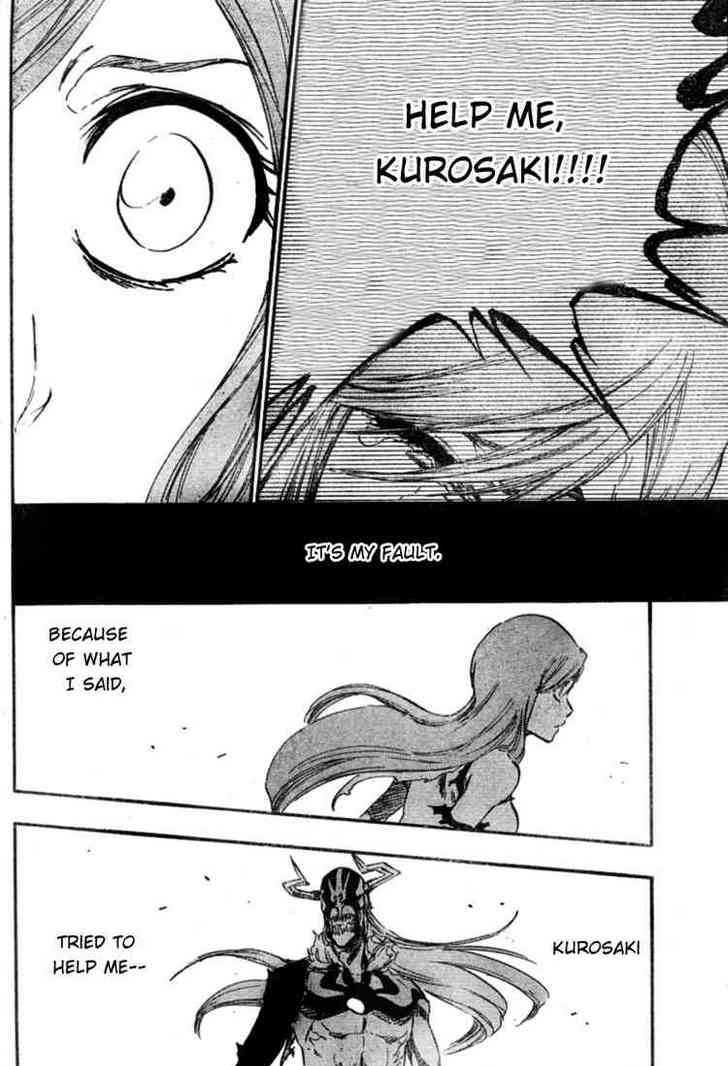 HELP ME,
KUROSAKI!!!!
IT'S MY FAULT.
BECAUSE
OF WHAT
I SAID,
KUROSAKI
TRIED TO
HELP ME--